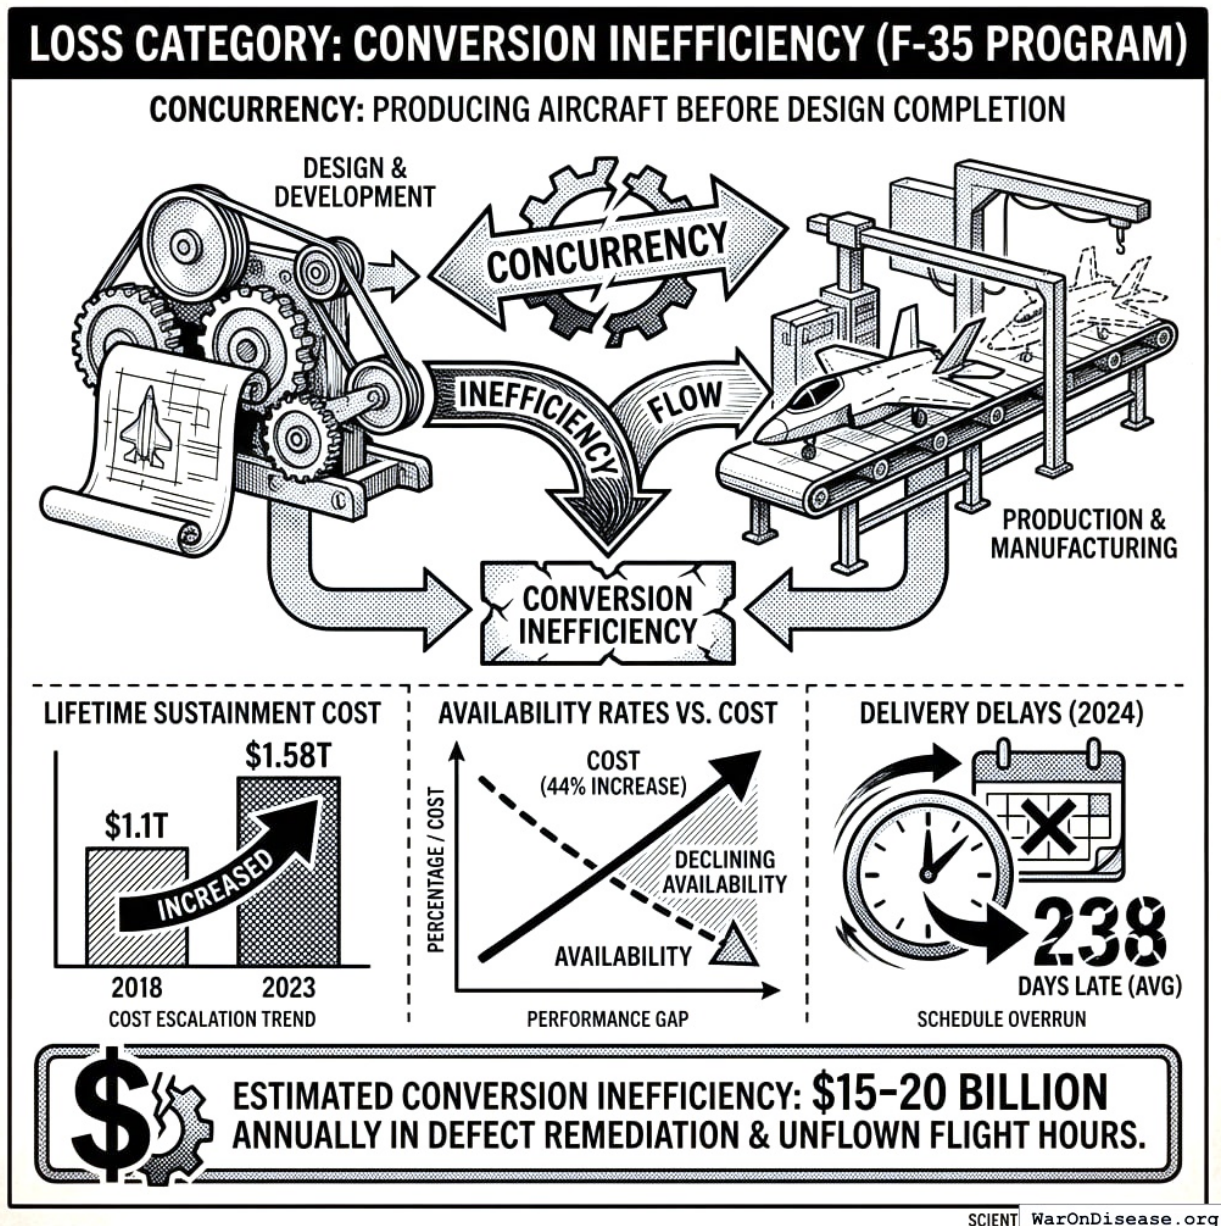 LOSS CATEGORY: CONVERSION INEFFICIENCY (F-35 PROGRAM)
CONCURRENCY: PRODUCING AIRCRAFT BEFORE DESIGN COMPLETION
DESIGN &
DEVELOPMENT
CONCURRENCY
INEFFICIENCY
FLOW
PRODUCTION &
MANUFACTURING
CONVERSION
INEFFICIENCY
LIFETIME SUSTAINMENT COST
$1.1T
$1.58T
INCREASED
2018
2023
COST ESCALATION TREND
AVAILABILITY RATES VS. COST
PERCENTAGE / COST
COST
(44% INCREASE)
DECLINING
AVAILABILITY
AVAILABILITY
PERFORMANCE GAP
DELIVERY DELAYS (2024)
238
DAYS LATE (AVG)
SCHEDULE OVERRUN
$
ESTIMATED CONVERSION INEFFICIENCY: $15–20 BILLION
ANNUALLY IN DEFECT REMEDIATION & UNFLOWN FLIGHT HOURS.
SCIENT
WarOnDisease.org